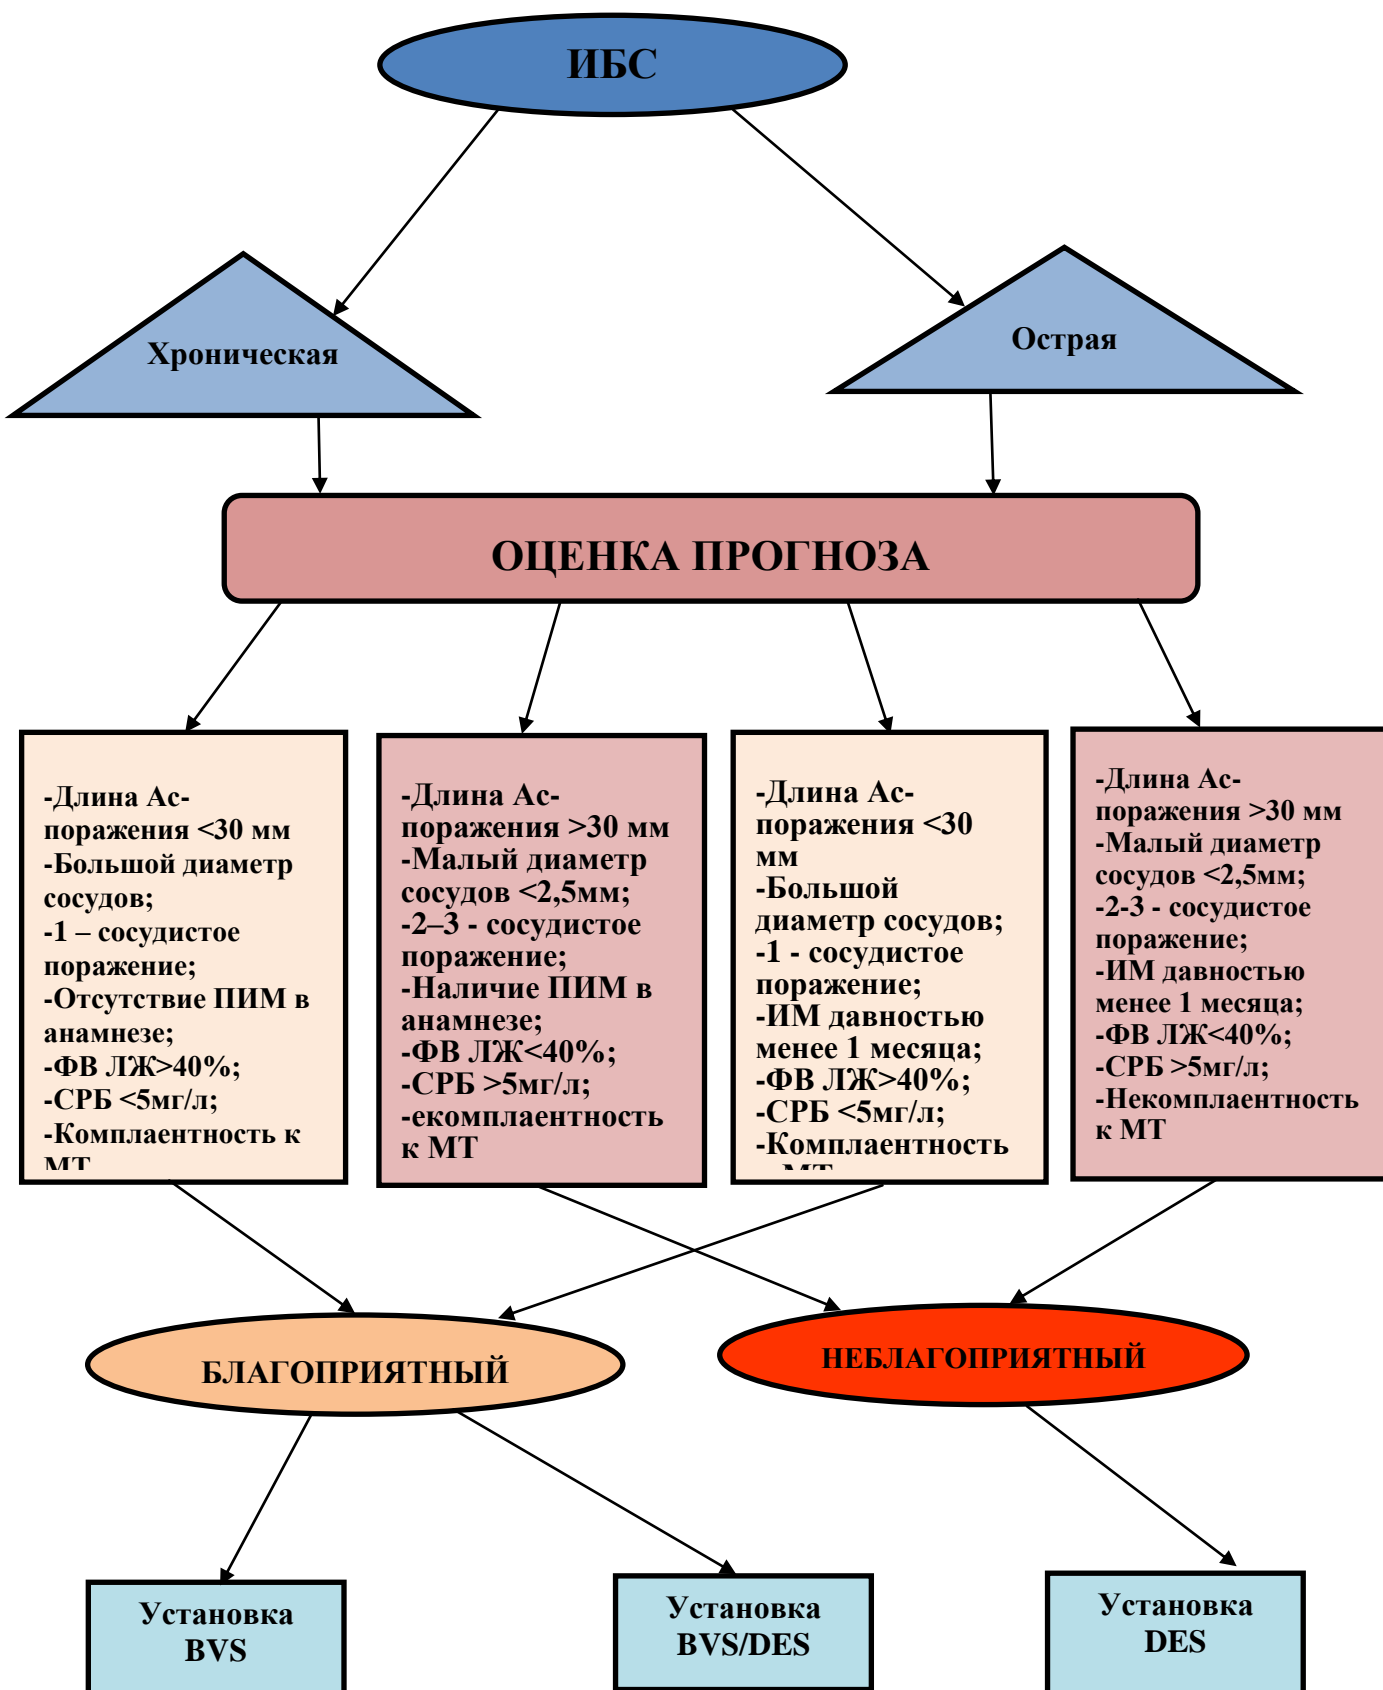 ИБС
Хроническая
Острая
ОЦЕНКА ПРОГНОЗА
-Длина Ас-
поражения <30 мм
-Большой диаметр
сосудов;
-1 – сосудистое
поражение;
-Отсутствие ПИМ в
анамнезе;
-ФВ ЛЖ>40%;
-СРБ <5мг/л;
-Комплаентность к
МТ
-Длина Ас-
поражения >30 мм
-Малый диаметр
сосудов <2,5мм;
-2–3 - сосудистое
поражение;
-Наличие ПИМ в
анамнезе;
-ФВ ЛЖ<40%;
-СРБ >5мг/л;
-екомплаентность
к МТ
-Длина Ас-
поражения <30
мм
-Большой
диаметр сосудов;
-1 - сосудистое
поражение;
-ИМ давностью
менее 1 месяца;
-ФВ ЛЖ>40%;
-СРБ <5мг/л;
-Комплаентность
МТ
-Длина Ас-
поражения >30 мм
-Малый диаметр
сосудов <2,5мм;
-2-3 - сосудистое
поражение;
-ИМ давностью
менее 1 месяца;
-ФВ ЛЖ<40%;
-СРБ >5мг/л;
-Некомплаентность
к МТ
БЛАГОПРИЯТНЫЙ
НЕБЛАГОПРИЯТНЫЙ
Установка
BVS
Установка
BVS/DES
Установка
DES